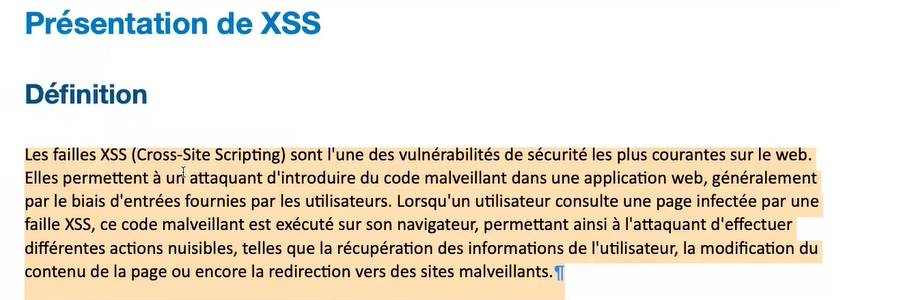 Présentation de XSS
Définition
Les failles XSS (Cross-Site Scripting) sont l'une des vulnérabilités de sécurité les plus courantes sur le web.
Elles permettent à un attaquant d'introduire du code malveillant dans une application web, généralement
par le biais d'entrées fournies par les utilisateurs. Lorsqu'un utilisateur consulte une page infectée par une
faille XSS, ce code malveillant est exécuté sur son navigateur, permettant ainsi à l'attaquant d'effectuer
différentes actions nuisibles, telles que la récupération des informations de l'utilisateur, la modification du
contenu de la page ou encore la redirection vers des sites malveillants.¶